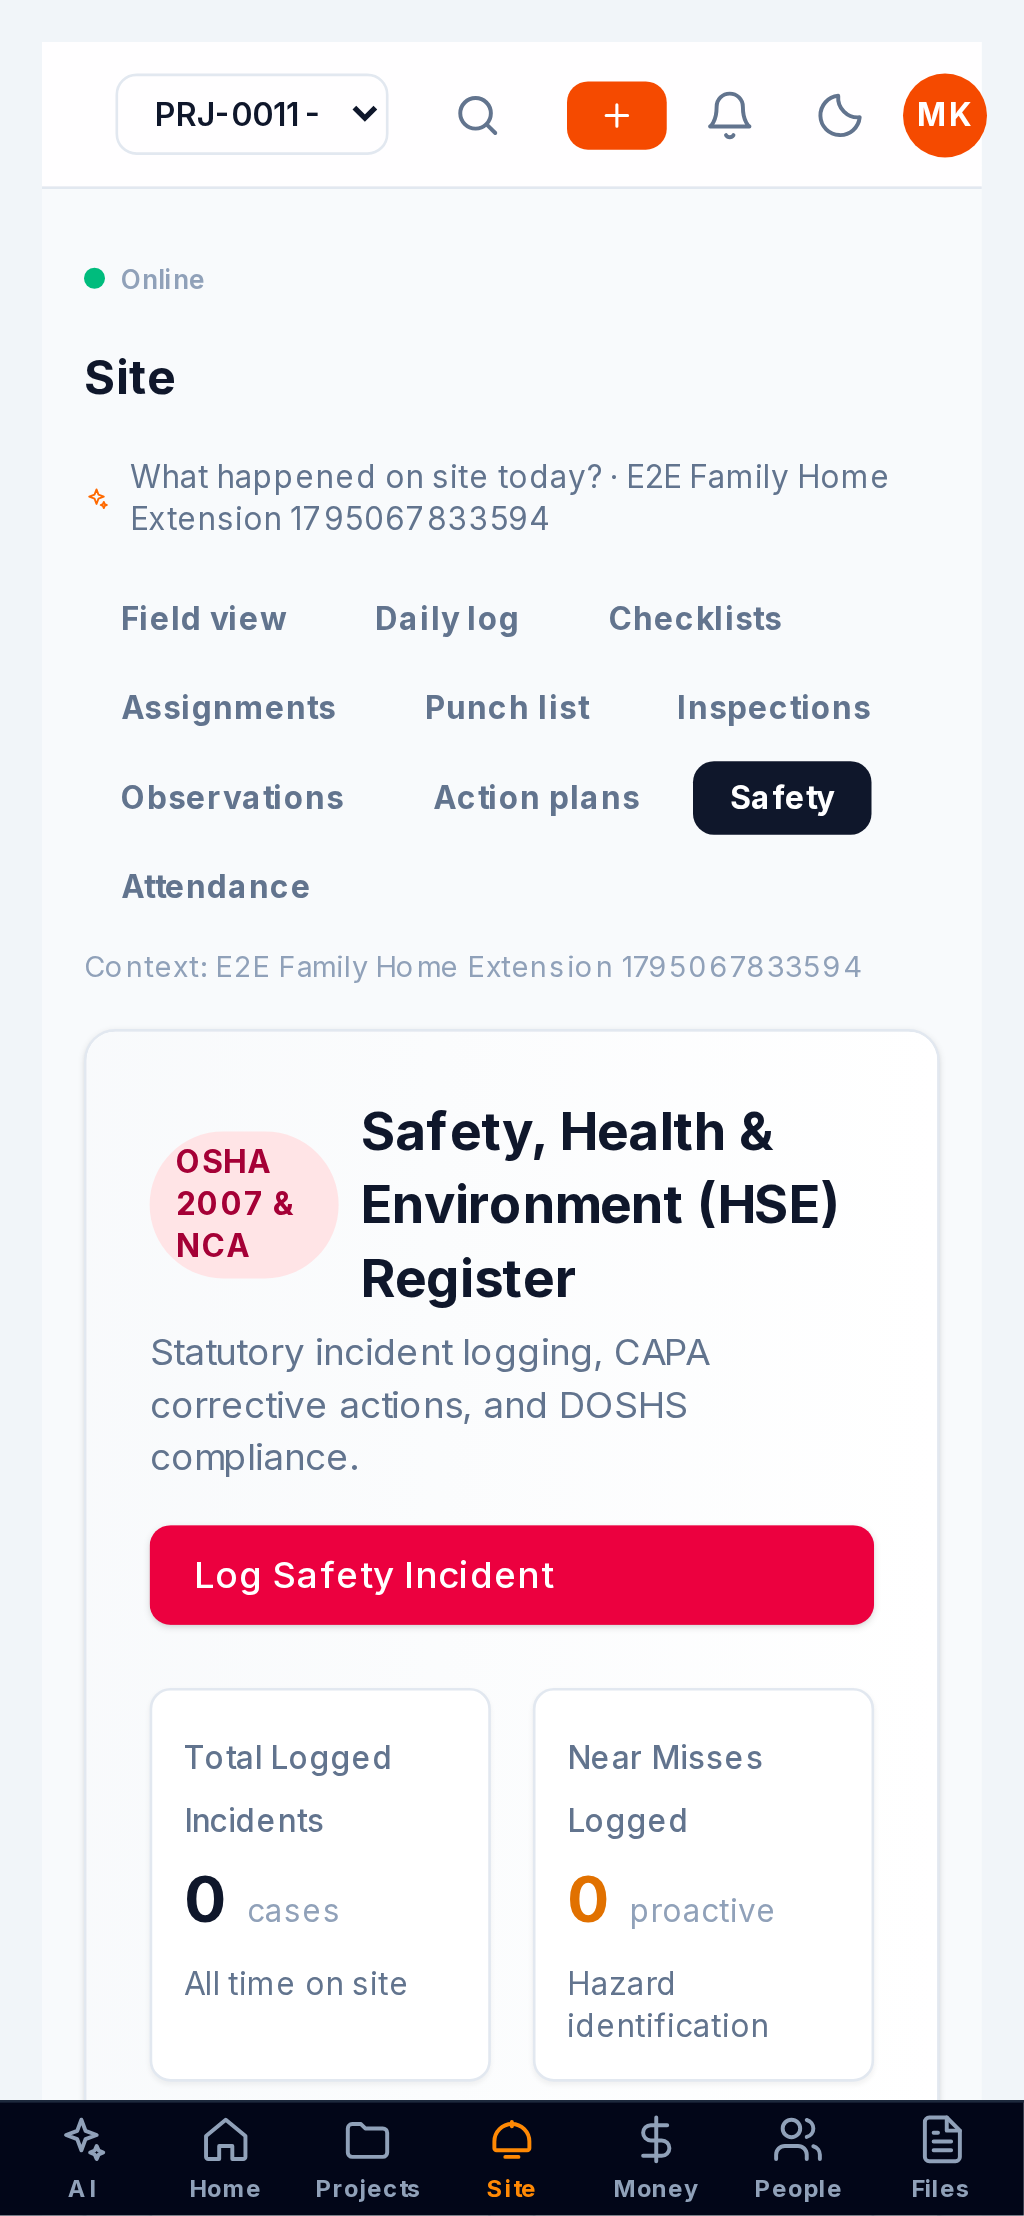 PRJ-0011 -
MK
Online
Site
What happened on site today? · E2E Family Home
Extension 1795067833594
Field view
Daily log
Checklists
Assignments
Punch list
Inspections
Observations
Action plans
Safety
Attendance
Context: E2E Family Home Extension 1795067833594
OSHA
2007 &
NCA
Safety, Health &
Environment (HSE)
Register
Statutory incident logging, CAPA
corrective actions, and DOSHS
compliance.
Log Safety Incident
Total Logged
Incidents
0 cases
All time on site
Near Misses
Logged
0 proactive
Hazard
identification
AI
Home
Projects
Site
Money
People
Files